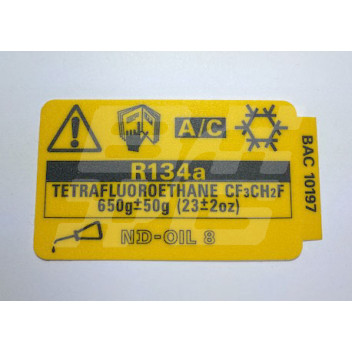 A/C
R134a
TETRAFLUOROETHANE CF₃CH₂F
650g±50g (23±2oz)
ND-OIL 8
BAC 10197